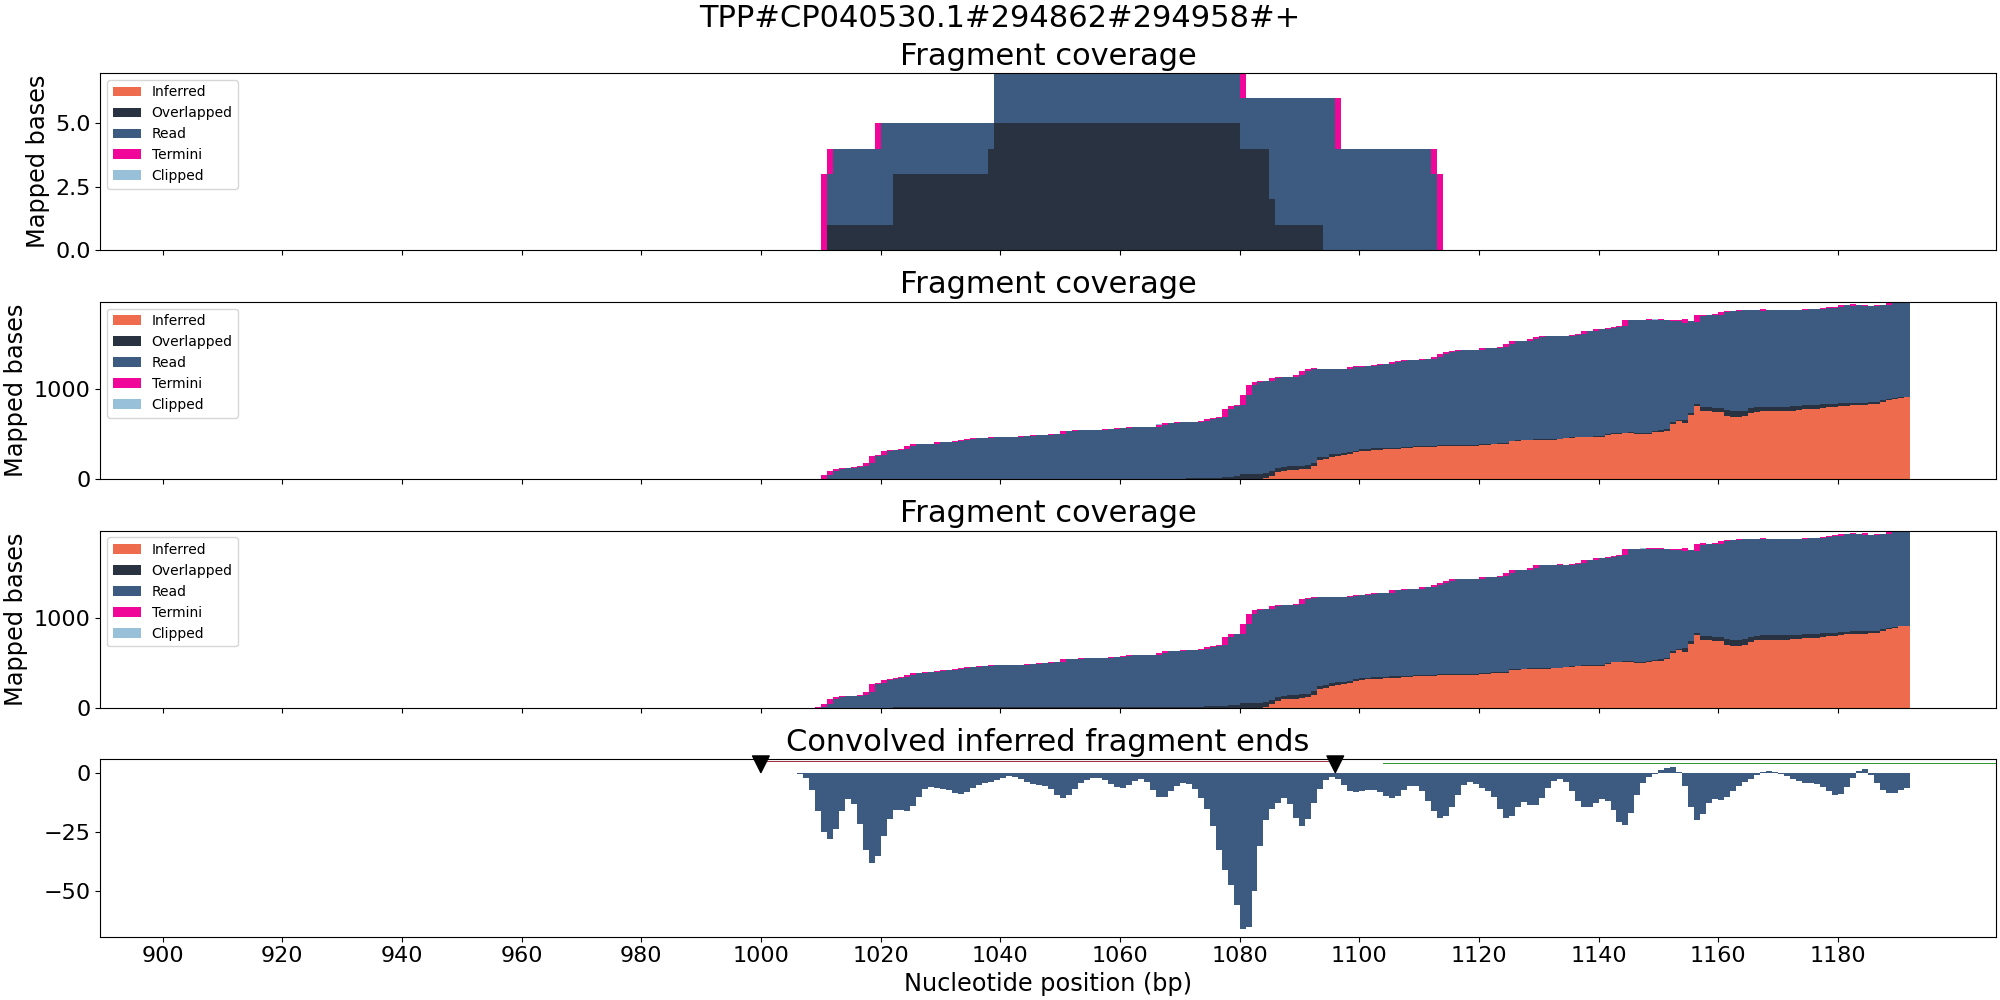 TPP#CP040530.1#294862#294958#+
Fragment coverage
Mapped bases
5.0
2.5
0.0
Inferred
Overlapped
Read
Termini
Clipped
Fragment coverage
Mapped bases
1000
0
Inferred
Overlapped
Read
Termini
Clipped
Fragment coverage
Mapped bases
1000
0
Inferred
Overlapped
Read
Termini
Clipped
Convolved inferred fragment ends
0
−25
−50
900 920 940 960 980 1000 1020 1040 1060 1080 1100 1120 1140 1160 1180
Nucleotide position (bp)